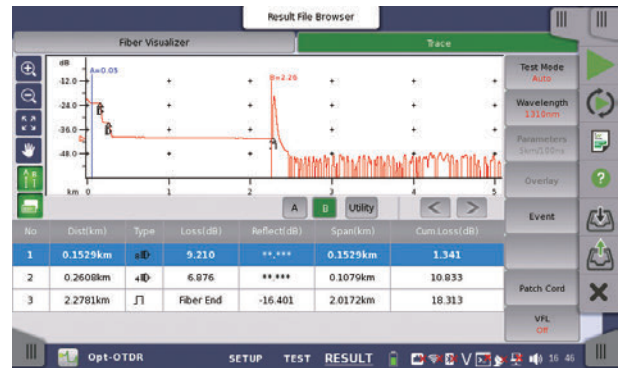 Result File Browser
Fiber Visualizer
Trace
dB
A=0.05
B=2.26
-12.0
-24.0
-36.0
-48.0
km 0 1 2 3 4 5
A B Utility < >
Test Mode
Auto
Wavelength
1310nm
Parameters
5km/100ns
Overlay
Event
Patch Cord
VFL
Off
No Dist(km) Type Loss(dB) Reflect(dB) Span(km) Cum.Loss(dB)
1 0.1529km 9.210 **.*** 0.1529km 1.341
2 0.2608km 4 6.876 **.*** 0.1079km 10.833
3 2.2781km Fiber End -16.401 2.0172km 18.313
Opt-OTDR SETUP TEST RESULT V 16 46